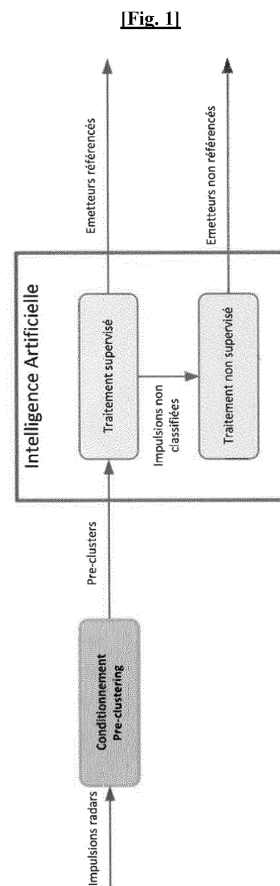 [Fig. 1]
Impulsions radars
Conditionnement
Pre-clustering
Pre-clusters
Intelligence Artificielle
Traitement supervisé
Impulsions non
classifiées
Traitement non supervisé
Emetteurs référencés
Emetteurs non référencés